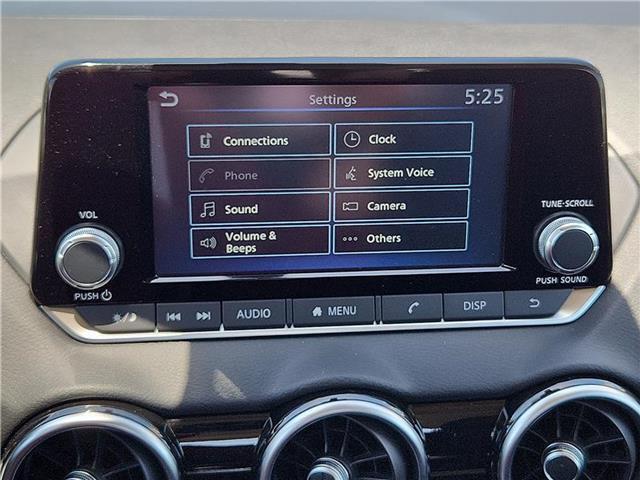 Settings 5:25
Connections Clock
Phone System Voice
Sound Camera
Volume & Others
Beeps
VOL TUNE·SCROLL
PUSH PUSH SOUND
AUDIO MENU DISP